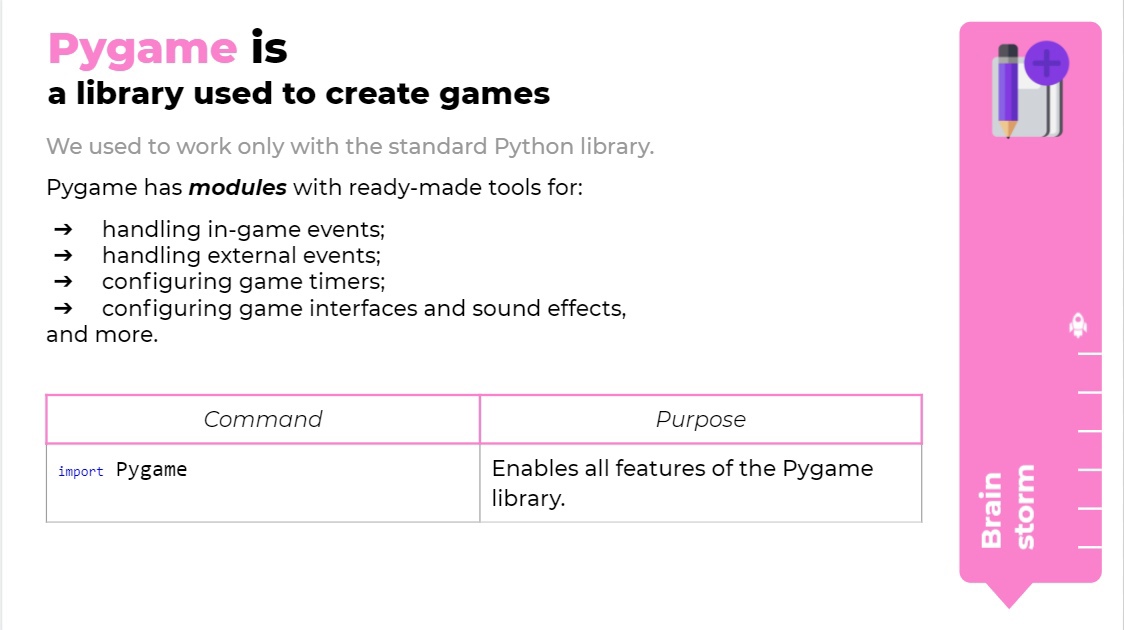 Pygame is
a library used to create games
We used to work only with the standard Python library.
Pygame has modules with ready-made tools for:
➔ handling in-game events;
➔ handling external events;
➔ configuring game timers;
➔ configuring game interfaces and sound effects,
and more.
Command Purpose
import Pygame
Enables all features of the Pygame
library.
Brain
storm